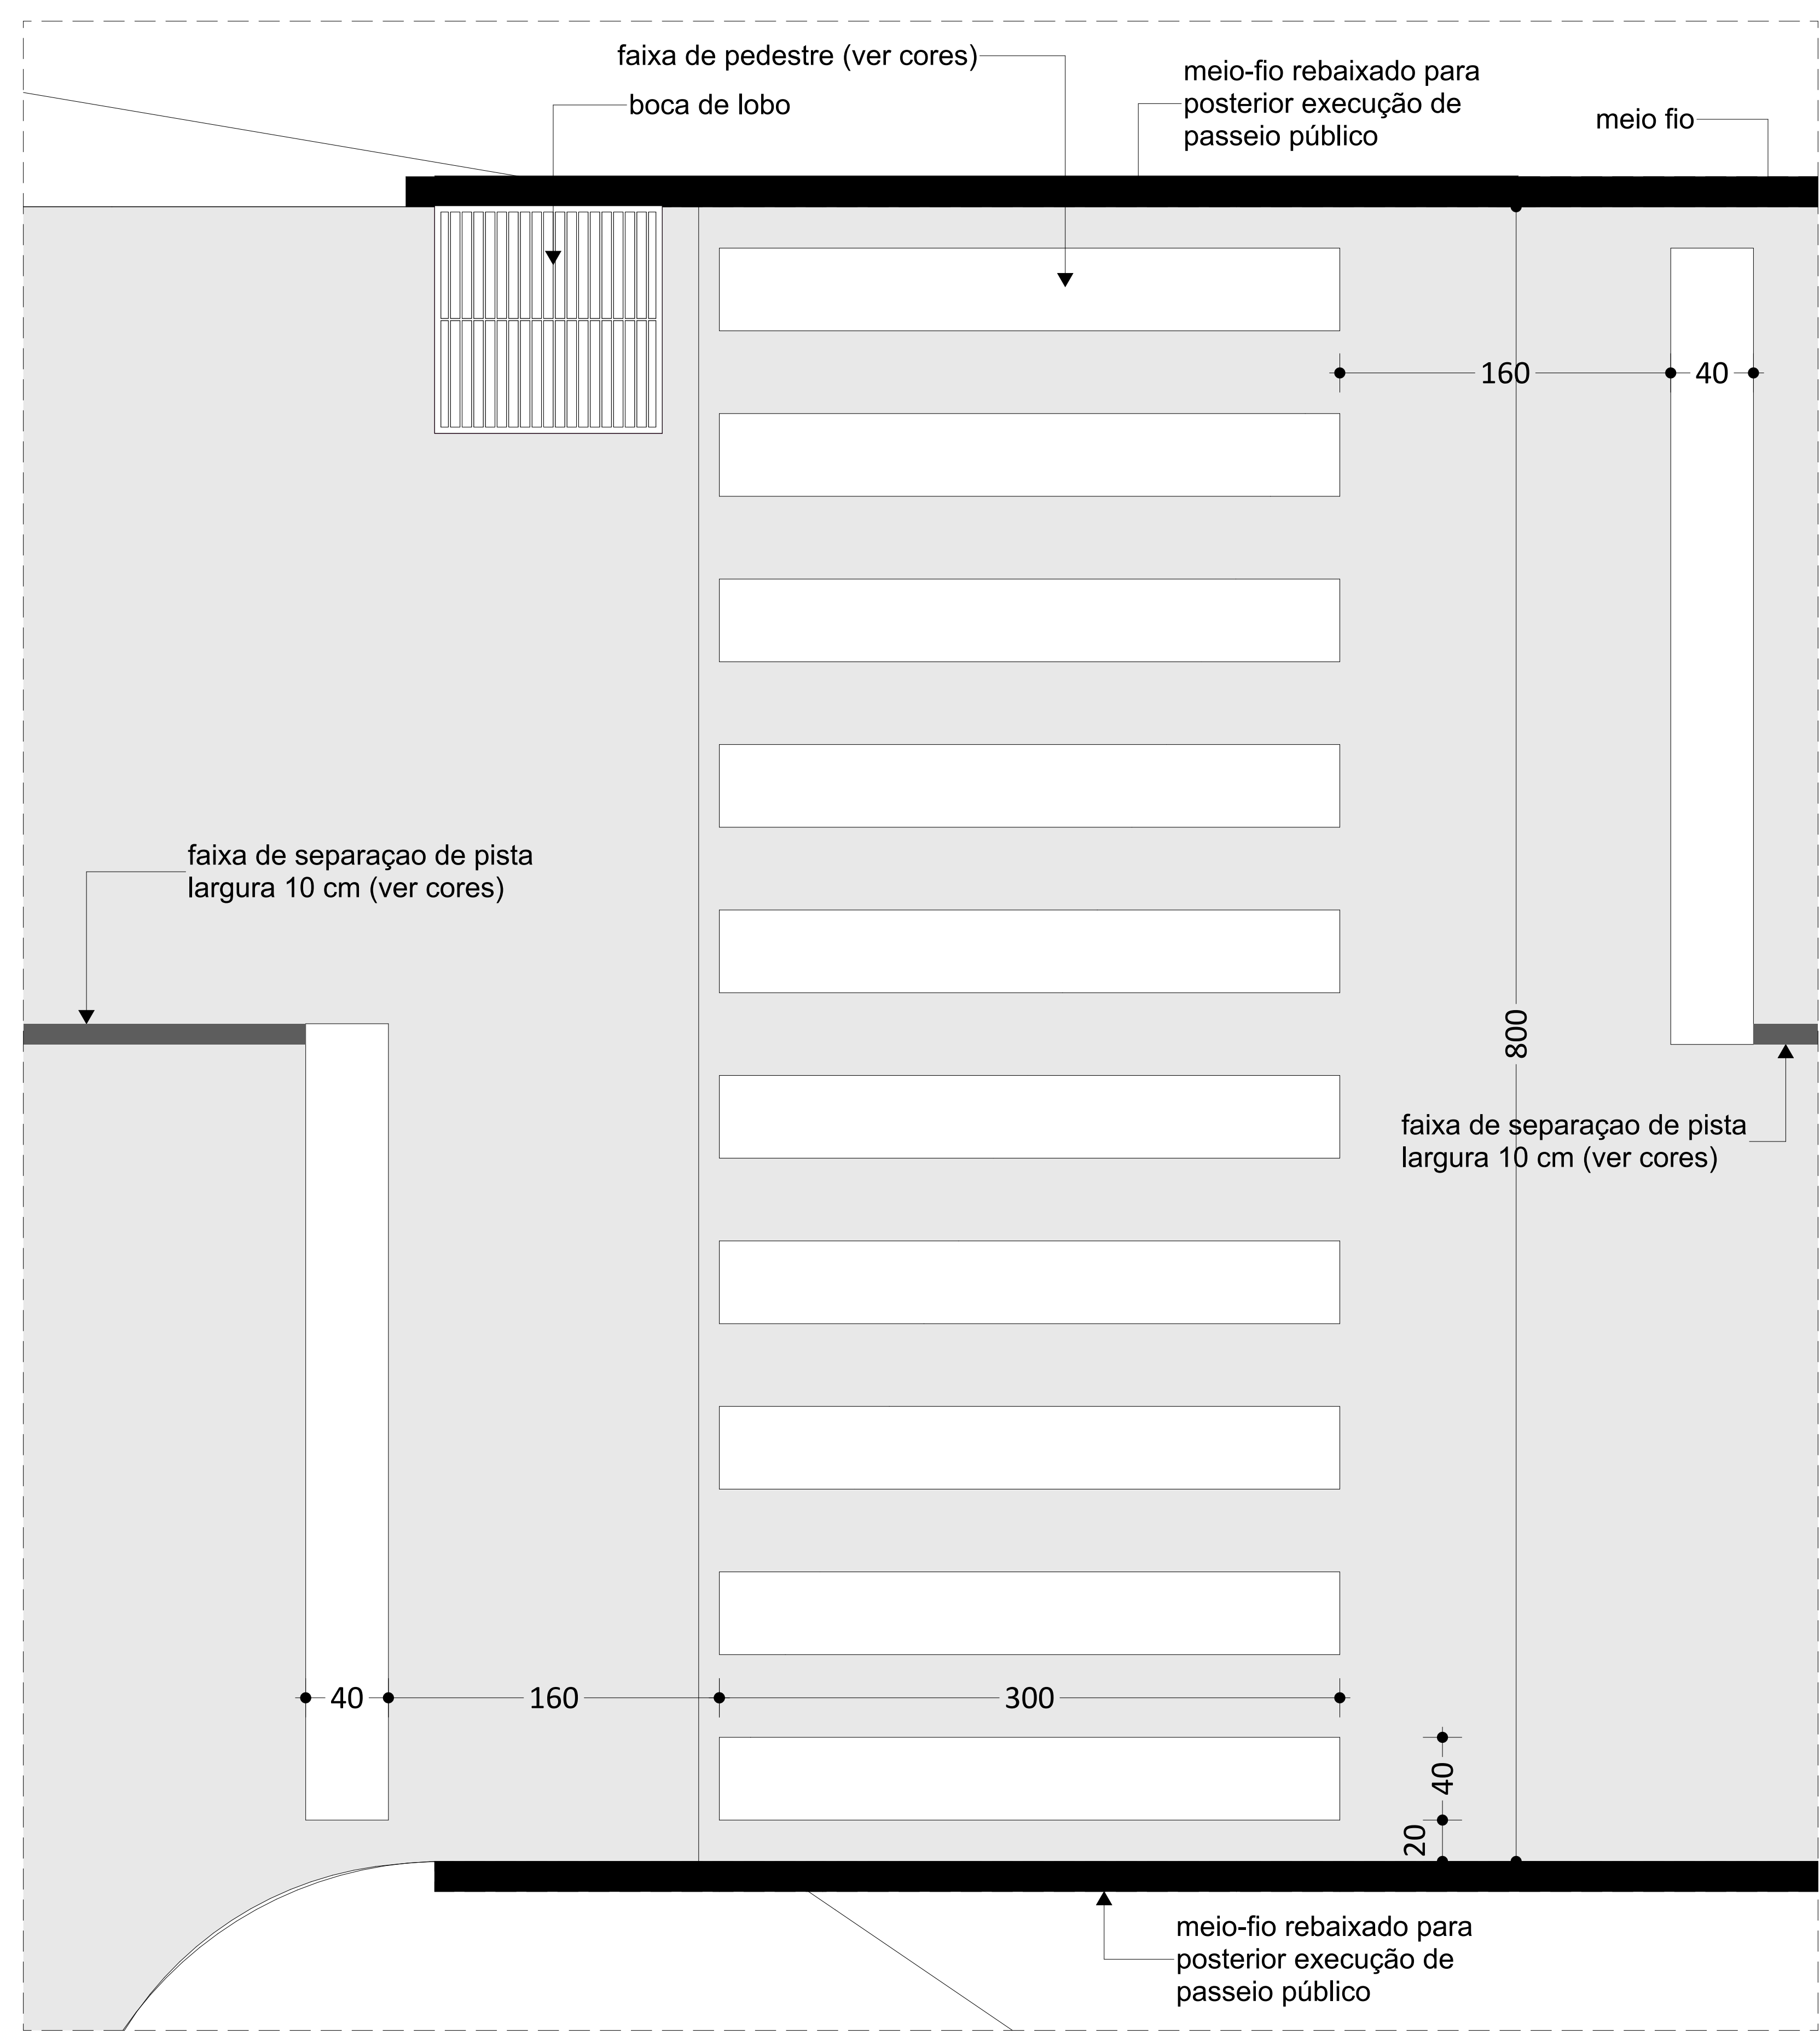 faixa de pedestre (ver cores)
boca de lobo
meio-fio rebaixado para
posterior execução de
passeio público
meio fio
160
40
faixa de separaçao de pista
largura 10 cm (ver cores)
800
faixa de separaçao de pista
largura 10 cm (ver cores)
40
160
300
40
20
meio-fio rebaixado para
posterior execução de
passeio público